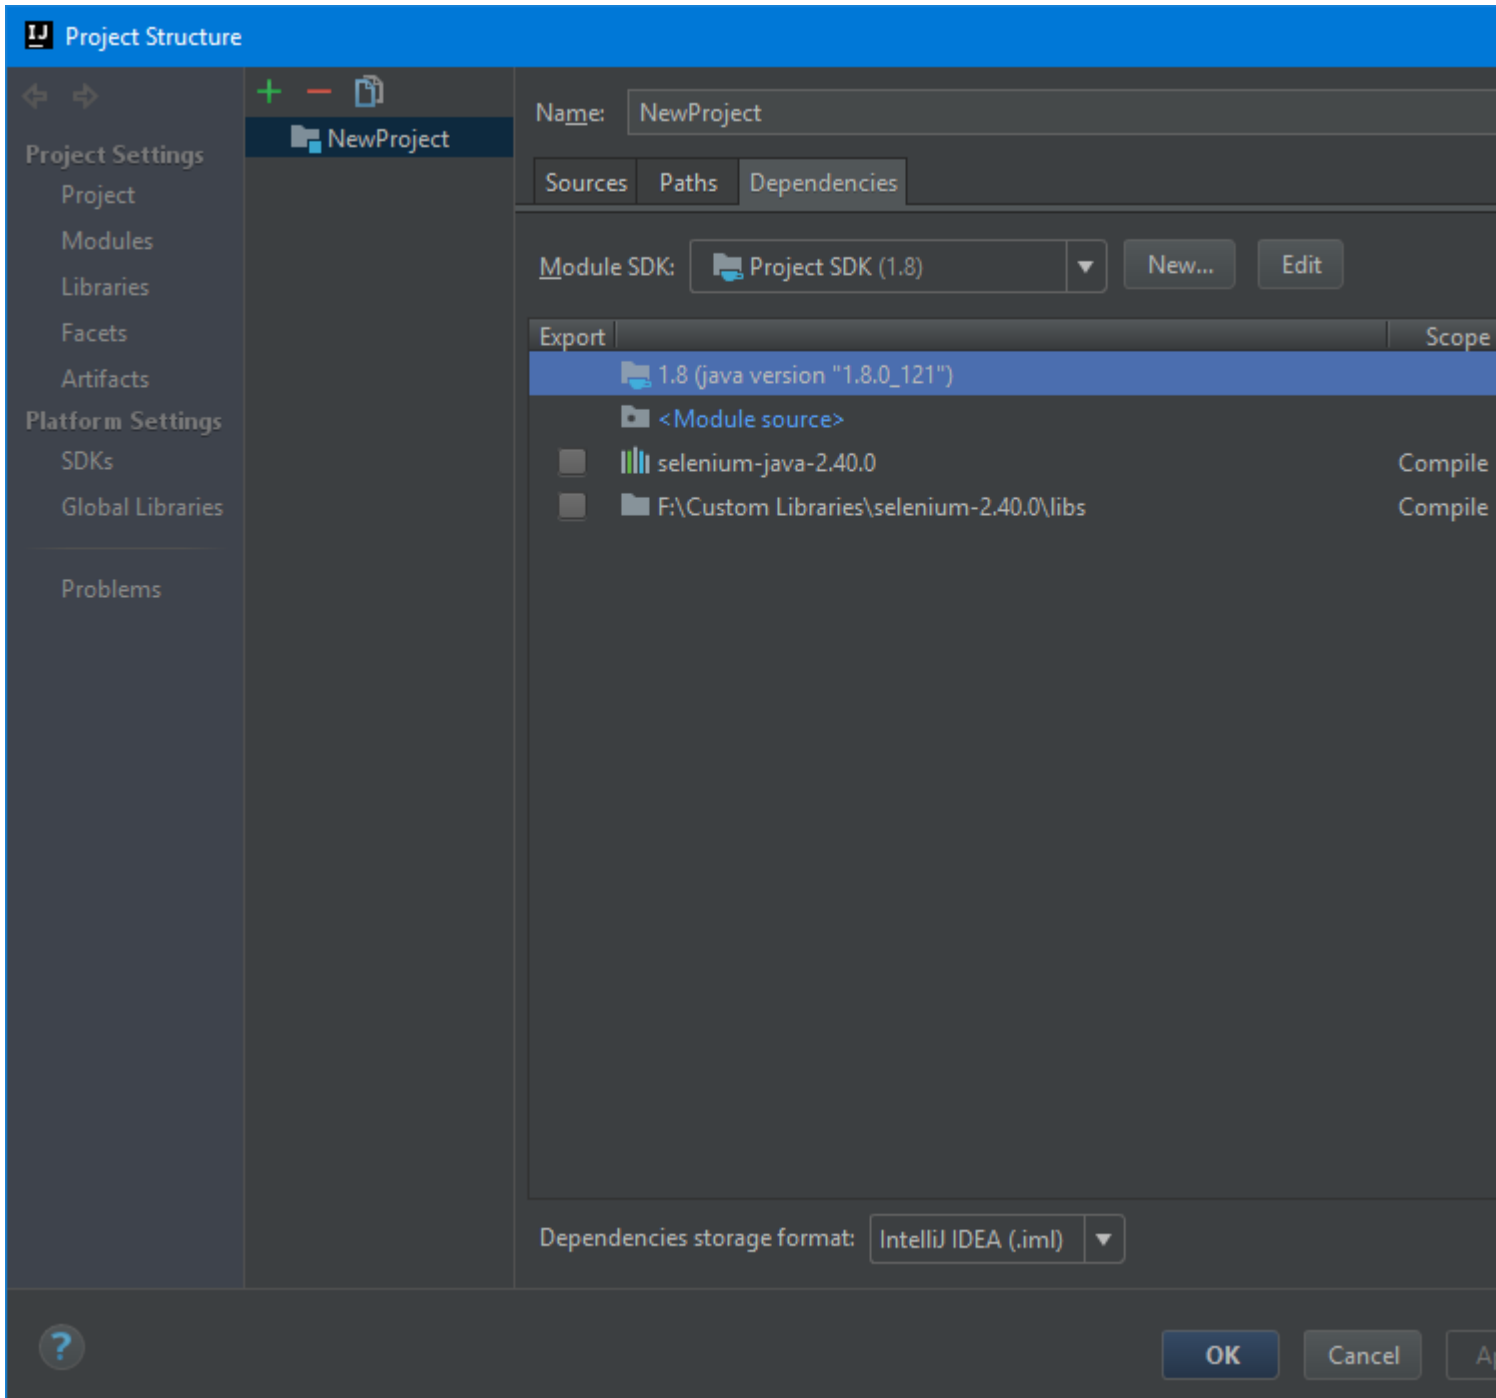 Project Structure
Project Settings
Project
Modules
Libraries
Facets
Artifacts
Platform Settings
SDKs
Global Libraries
Problems
NewProject
Name: NewProject
Sources Paths Dependencies
Module SDK: Project SDK (1.8) New... Edit
Export Scope
1.8 (java version "1.8.0_121")
<Module source>
selenium-java-2.40.0 Compile
F:\Custom Libraries\selenium-2.40.0\libs Compile
Dependencies storage format: IntelliJ IDEA (.iml)
? OK Cancel